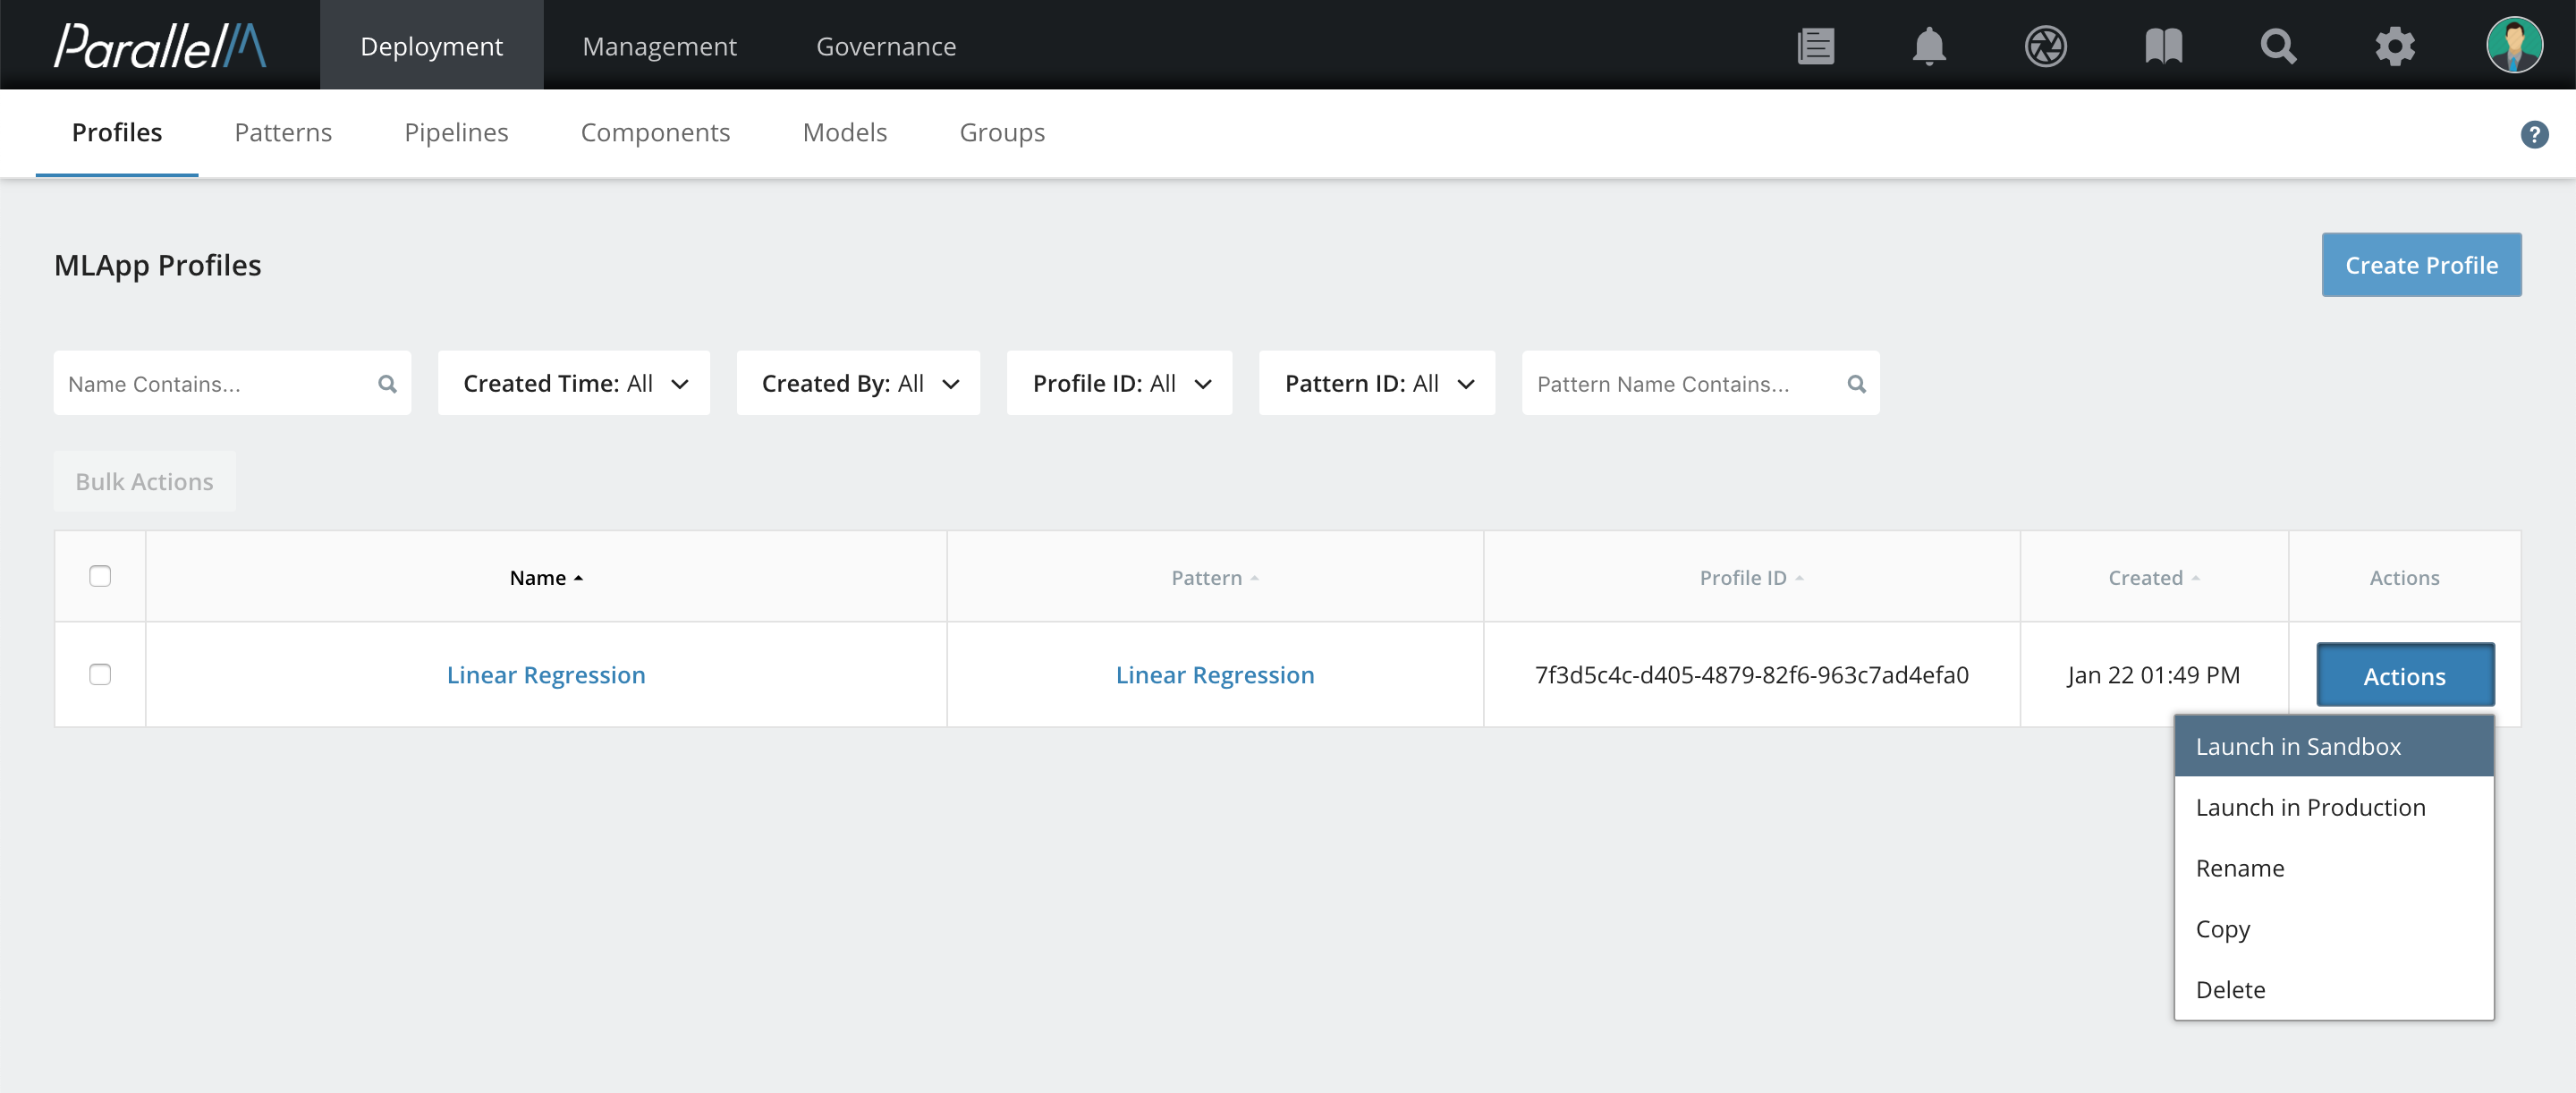 ParallelM Deployment Management Governance
Profiles Patterns Pipelines Components Models Groups ?
MLApp Profiles Create Profile
Name Contains... Created Time: All Created By: All Profile ID: All Pattern ID: All Pattern Name Contains...
Bulk Actions
Name Pattern Profile ID Created Actions
Linear Regression Linear Regression 7f3d5c4c-d405-4879-82f6-963c7ad4efa0 Jan 22 01:49 PM Actions
Launch in Sandbox
Launch in Production
Rename
Copy
Delete